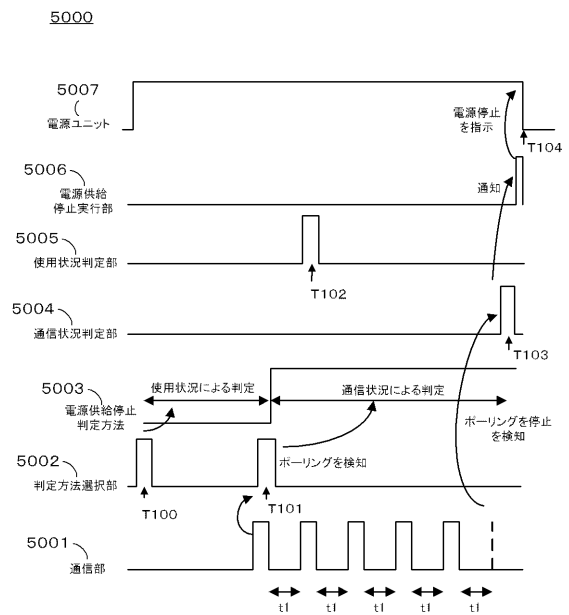 5000
5007
電源ユニット
電源停止
を指示
T104
5006
電源供給
停止実行部
通知
5005
使用状況判定部
T102
5004
通信状況判定部
T103
5003
電源供給停止
判定方法
使用状況による判定
通信状況による判定
ポーリングを停止
を検知
5002
判定方法選択部
ポーリングを検知
T100
T101
5001
通信部
t1
t1
t1
t1
t1